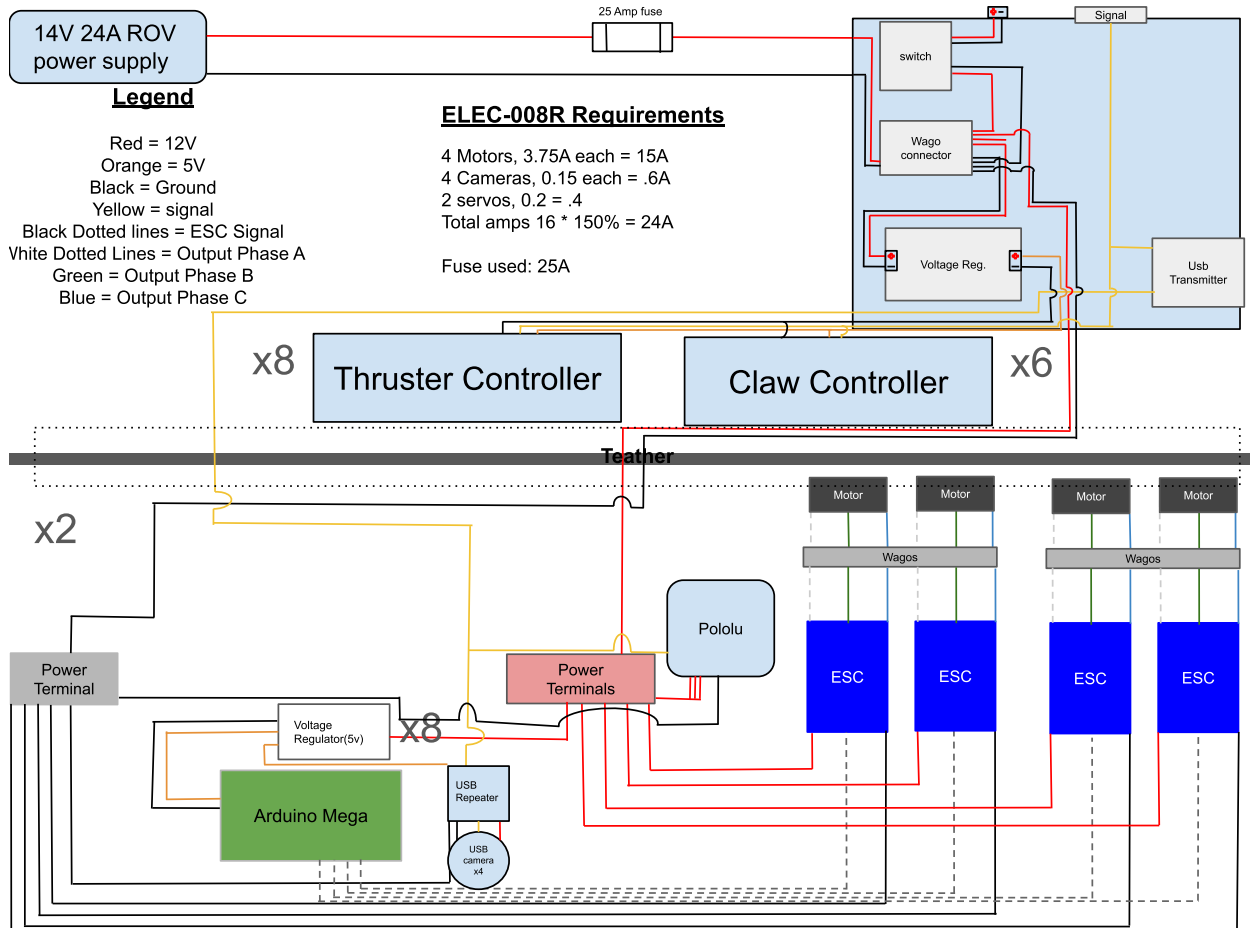 25 Amp fuse
Signal
14V 24A ROV
power supply
switch
Legend
ELEC-008R Requirements
Red = 12V
Orange = 5V
Black = Ground
Yellow = signal
Black Dotted lines = ESC Signal
White Dotted Lines = Output Phase A
Green = Output Phase B
Blue = Output Phase C
4 Motors, 3.75A each = 15A
4 Cameras, 0.15 each = .6A
2 servos, 0.2 = .4
Total amps 16 * 150% = 24A
Fuse used: 25A
Wago
connector
Voltage Reg.
Usb
Transmitter
x8
Thruster Controller
Claw Controller
x6
Teather
x2
Motor
Motor
Motor
Motor
Wagos
Wagos
Pololu
ESC
ESC
ESC
ESC
Power
Terminal
Power
Terminals
Voltage
Regulator(5v)
x8
USB
Repeater
Arduino Mega
USB
camera
x4